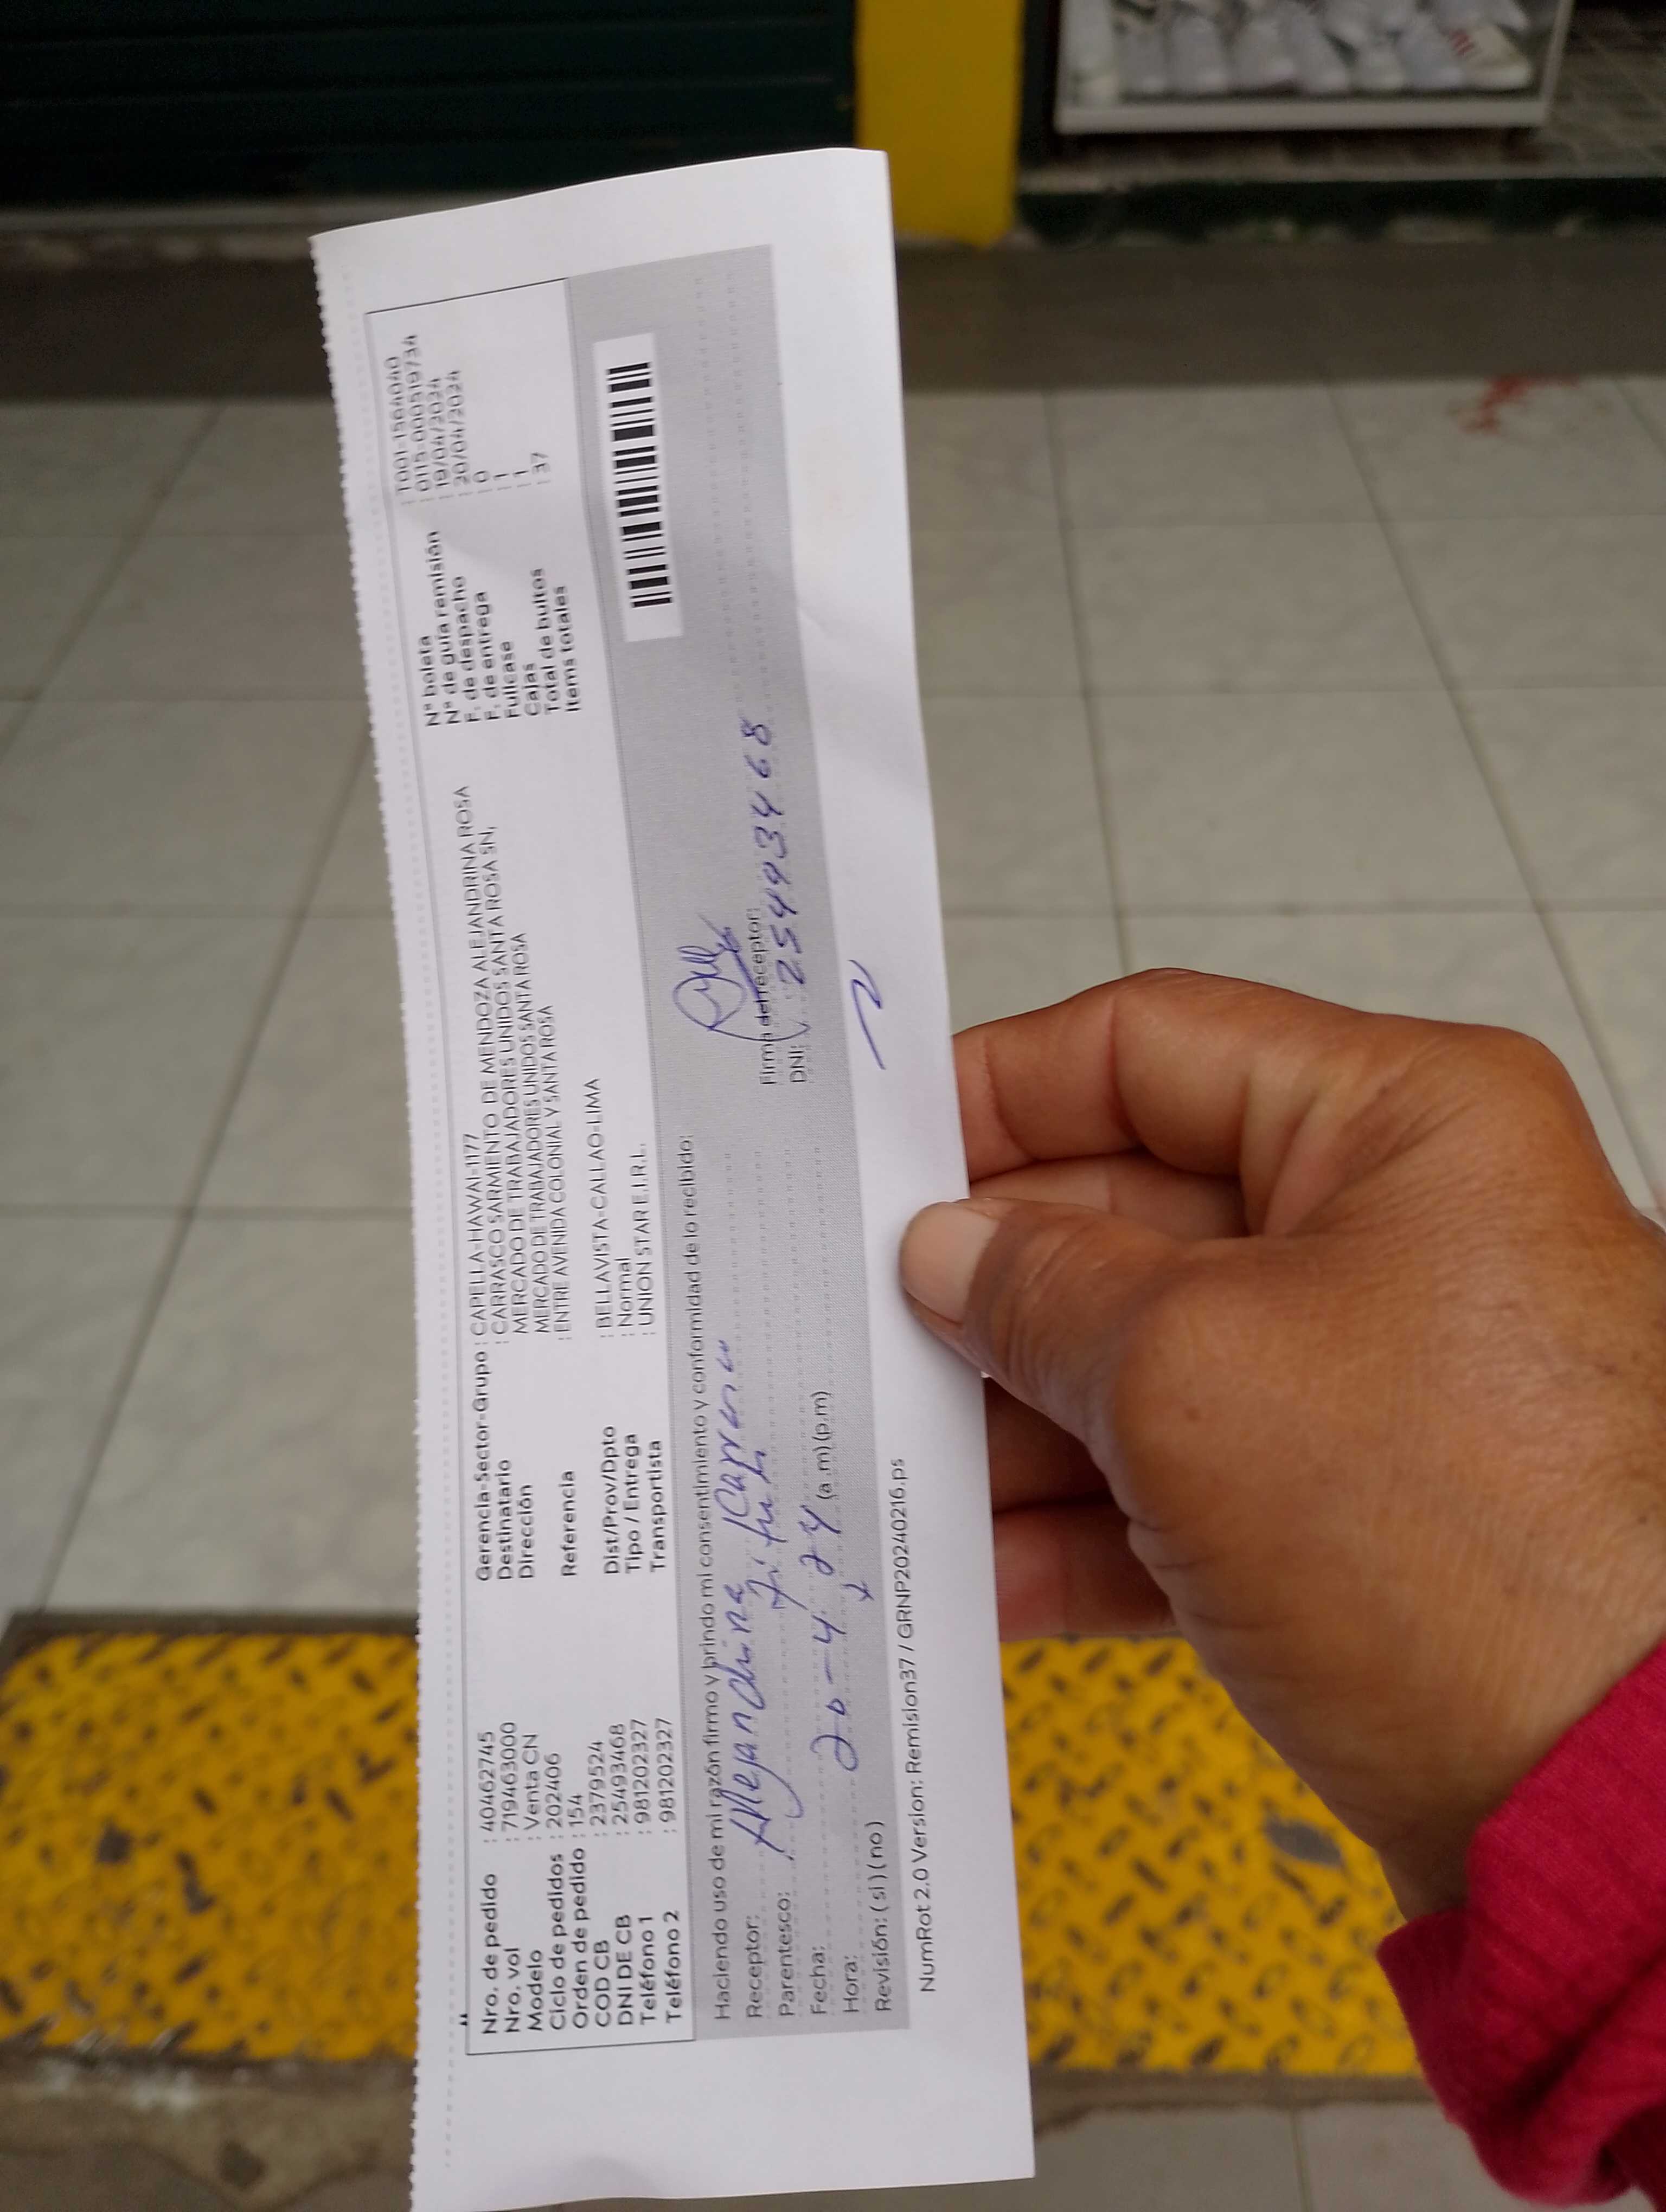 Nro. de pedido : 40462745
Nro. vol : 719463000
Modelo : Venta CN
Ciclo de pedidos : 202406
Orden de pedido : 154
COD CB : 2379524
DNI DE CB : 25493468
Teléfono 1 : 981202327
Teléfono 2 : 981202327
Gerencia-Sector-Grupo : CAPELLA-HAWAI-1177
Destinatario : CARRASCO SARMIENTO DE MENDOZA ALEJANDRINA ROSA
Dirección MERCADO DE TRABAJADORES UNIDOS SANTA ROSA SN,
MERCADO DE TRABAJADORES UNIDOS SANTA ROSA
Referencia : ENTRE AVENIDA COLONIAL Y SANTA ROSA
Dist/Prov/Dpto : BELLAVISTA-CALLAO-LIMA
Tipo / Entrega : Normal
Transportista : UNION STAR E.I.R.L.
N° boleta : T001-1564040
N° de guía remisión : 0115-00519734
F. de despacho : 19/04/2024
F. de entrega : 20/04/2024
Fullcase : 0
Cajas : 1
Total de bultos : 1
Items totales : 37
Haciendo uso de mi razón firmo y brindo mi consentimiento y conformidad de lo recibido:
Receptor: Alejandrina
Parentesco:
Fecha: 20-4-24
Hora: (a.m) (p.m)
Revisión: ( si ) ( no )
Firma del receptor:
DNI: 25493468
NumRot 2.0 Version: Remision37 / GRNP20240216.ps